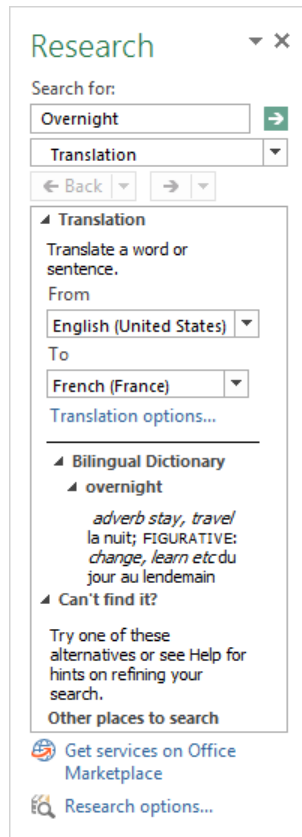 Research
Search for:
Overnight
Translation
Back
Translation
Translate a word or
sentence.
From
English (United States)
To
French (France)
Translation options...
Bilingual Dictionary
overnight
adverb stay, travel
la nuit; FIGURATIVE:
change, learn etc du
jour au lendemain
Can't find it?
Try one of these
alternatives or see Help for
hints on refining your
search.
Other places to search
Get services on Office
Marketplace
Research options...